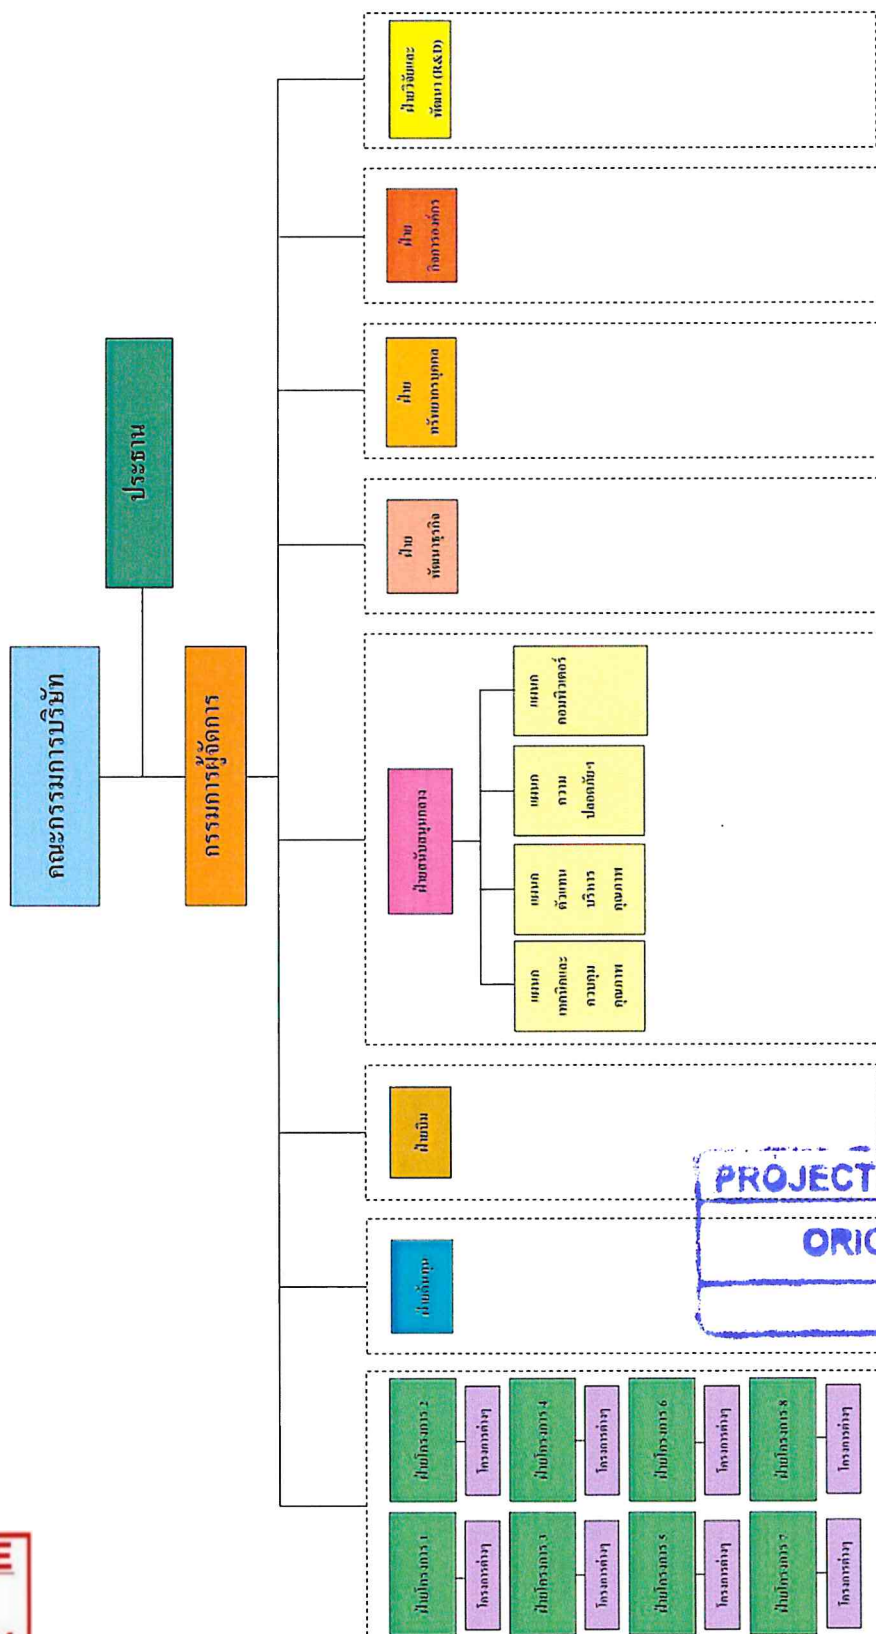 คณะกรรมการบริษัท
ประธาน
กรรมการผู้จัดการ
ฝ่ายโครงการ 1
โครงการต่างๆ
ฝ่ายโครงการ 2
โครงการต่างๆ
ฝ่ายโครงการ 3
โครงการต่างๆ
ฝ่ายโครงการ 4
โครงการต่างๆ
ฝ่ายโครงการ 5
โครงการต่างๆ
ฝ่ายโครงการ 6
โครงการต่างๆ
ฝ่ายโครงการ 7
โครงการต่างๆ
ฝ่ายโครงการ 8
โครงการต่างๆ
ฝ่ายต้นทุน
ฝ่ายบิม
ฝ่ายสนับสนุนกลาง
แผนก
เทคนิคและ
ควบคุม
คุณภาพ
แผนก
ตัวแทน
บริหาร
คุณภาพ
แผนก
ความ
ปลอดภัยฯ
แผนก
คอมพิวเตอร์
ฝ่าย
พัฒนาธุรกิจ
ฝ่าย
ทรัพยากรบุคคล
ฝ่าย
กิจการองค์กร
ฝ่ายวิจัยและ
พัฒนา (R&D)
PROJECT